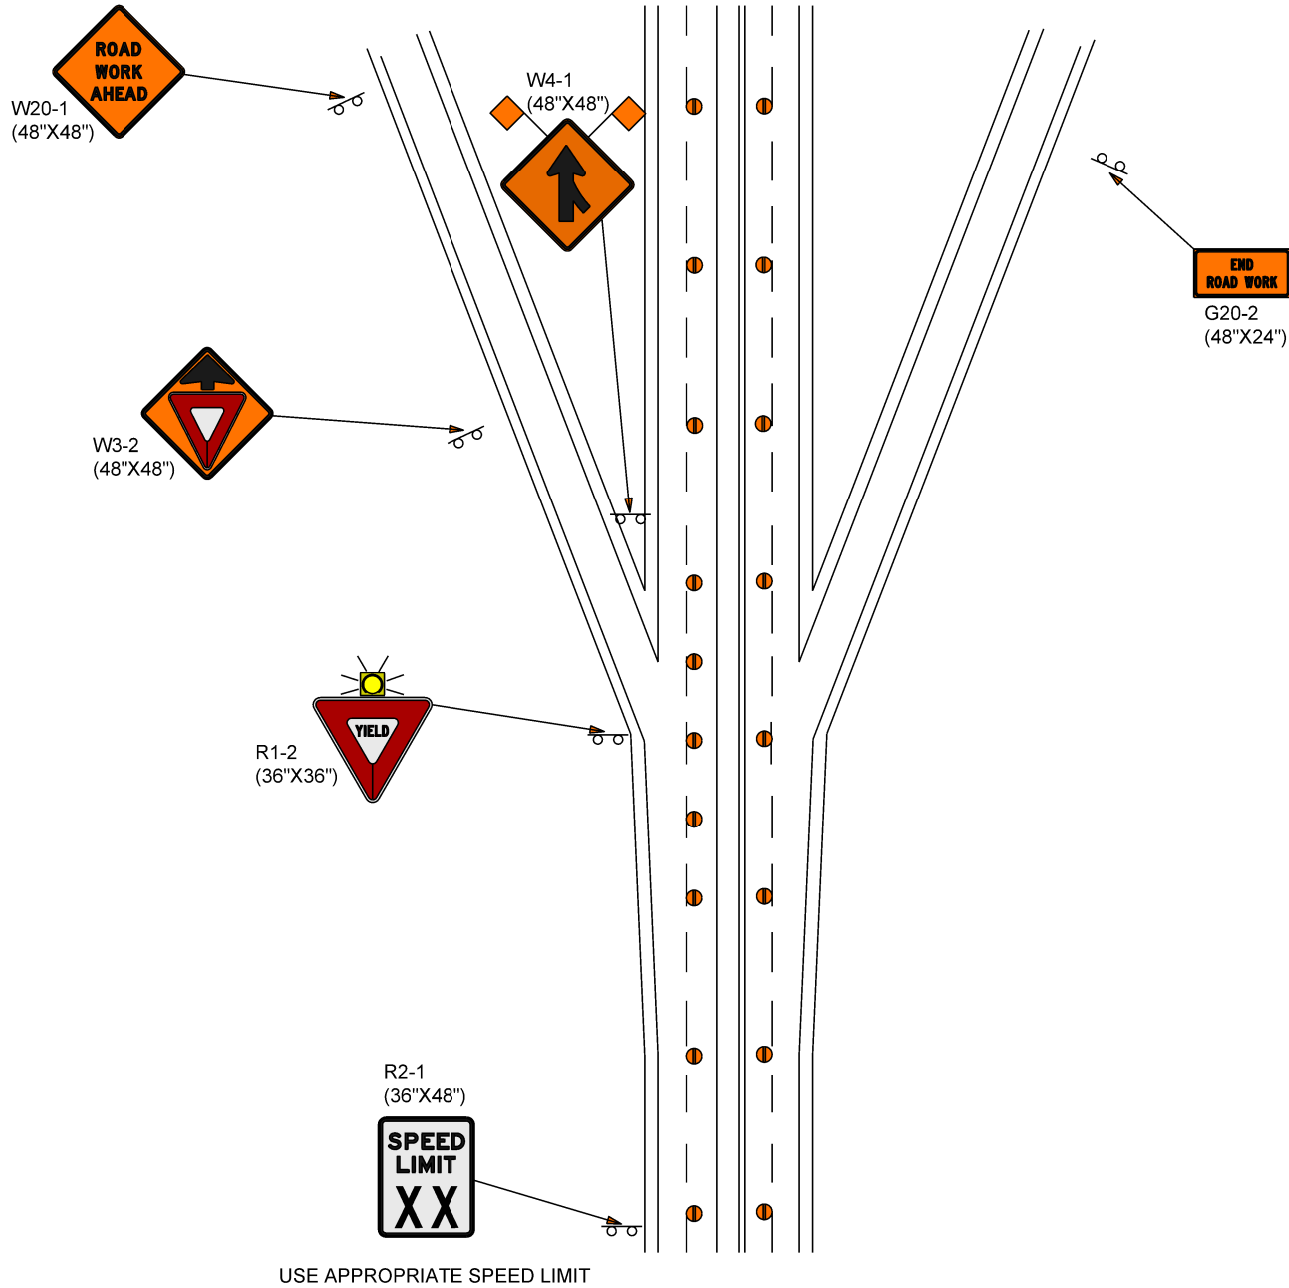 ROAD
WORK
AHEAD
W20-1
(48"X48")
W4-1
(48"X48")
END
ROAD WORK
G20-2
(48"X24")
W3-2
(48"X48")
YIELD
R1-2
(36"X36")
R2-1
(36"X48")
SPEED
LIMIT
XX
USE APPROPRIATE SPEED LIMIT